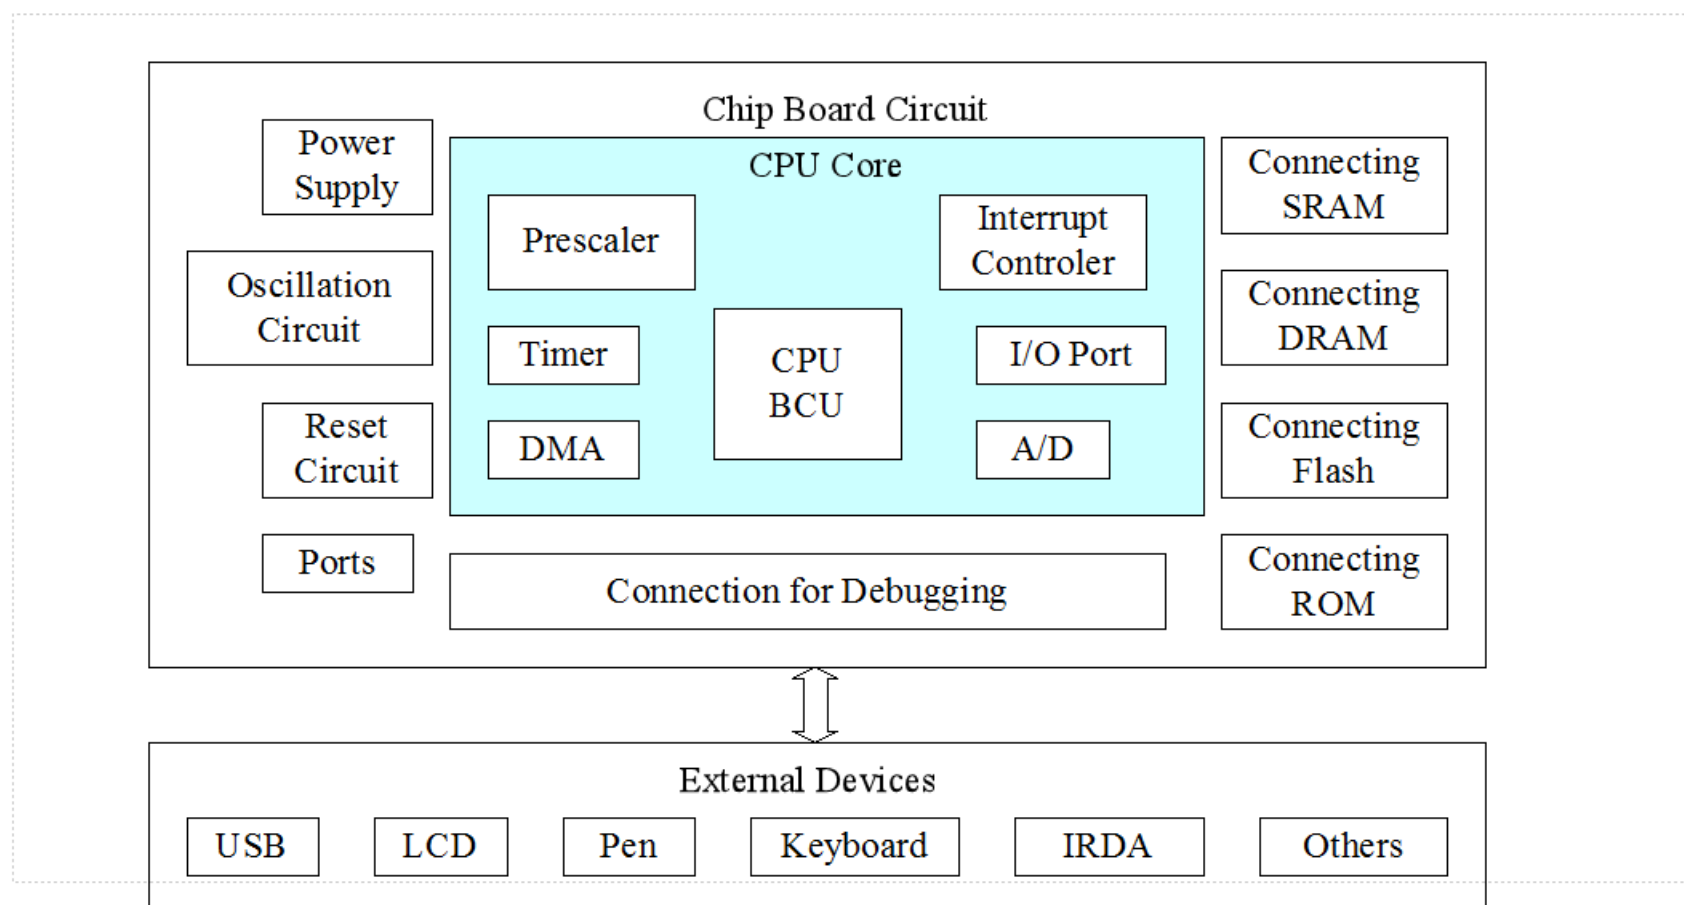 Chip Board Circuit
Power
Supply
Oscillation
Circuit
Reset
Circuit
Ports
CPU Core
Prescaler
Timer
DMA
CPU
BCU
Interrupt
Controler
I/O Port
A/D
Connection for Debugging
Connecting
SRAM
Connecting
DRAM
Connecting
Flash
Connecting
ROM
External Devices
USB
LCD
Pen
Keyboard
IRDA
Others